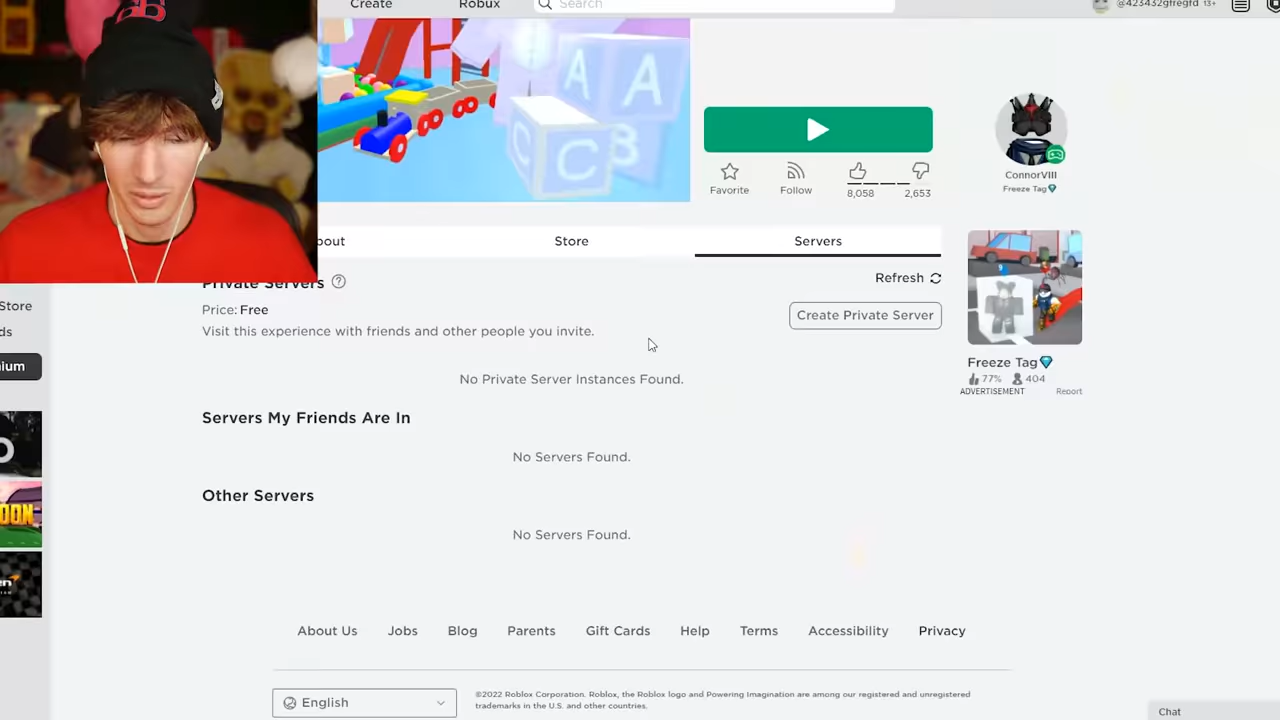 Create
Robux
Search
@423432gfregfd 13+
A
A
C
B
C
ConnorVIII
Freeze Tag
Favorite
Follow
8,058
2,653
bout
Store
Servers
Private Servers
Refresh
Price: Free
Create Private Server
Visit this experience with friends and other people you invite.
Store
ds
ium
No Private Server Instances Found.
Freeze Tag
77%
404
ADVERTISEMENT
Report
Servers My Friends Are In
No Servers Found.
OON
Other Servers
No Servers Found.
About Us
Jobs
Blog
Parents
Gift Cards
Help
Terms
Accessibility
Privacy
English
©2022 Roblox Corporation. Roblox, the Roblox logo and Powering Imagination are among our registered and unregistered
trademarks in the U.S. and other countries.
Chat